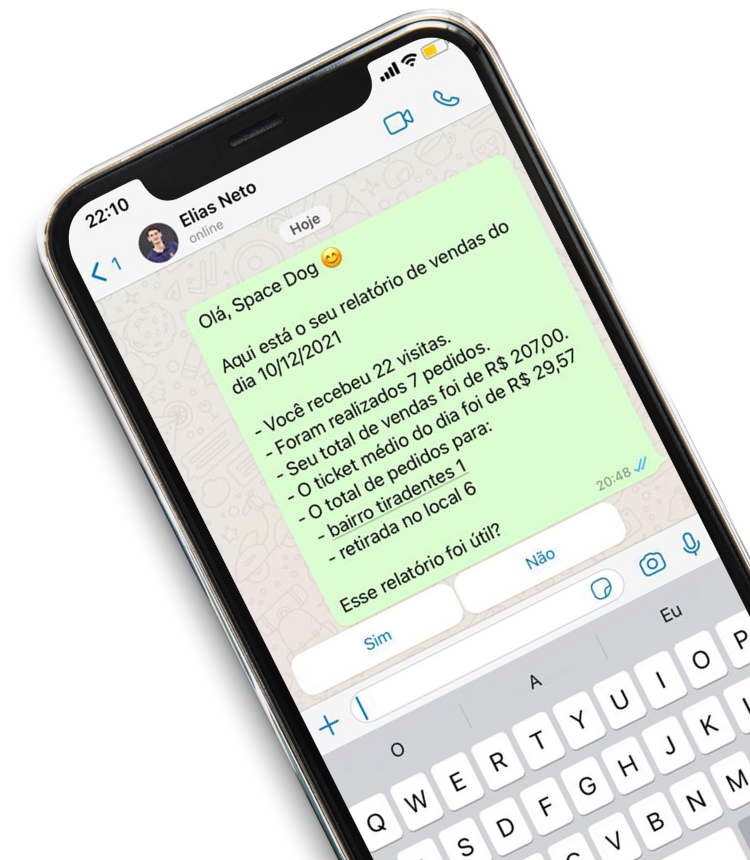 22:10
1
Elias Neto
online
Hoje
Olá, Space Dog 😊
Aqui está o seu relatório de vendas do
dia 10/12/2021
- Você recebeu 22 visitas.
- Foram realizados 7 pedidos.
- Seu total de vendas foi de R$ 207,00.
- O ticket médio do dia foi de R$ 29,57
- O total de pedidos para:
- bairro tiradentes 1
- retirada no local 6
Esse relatório foi útil?
20:48
Sim
Não
O
A
Eu
Q W E R T Y U I O P
S D F G H J K L
C V B N M